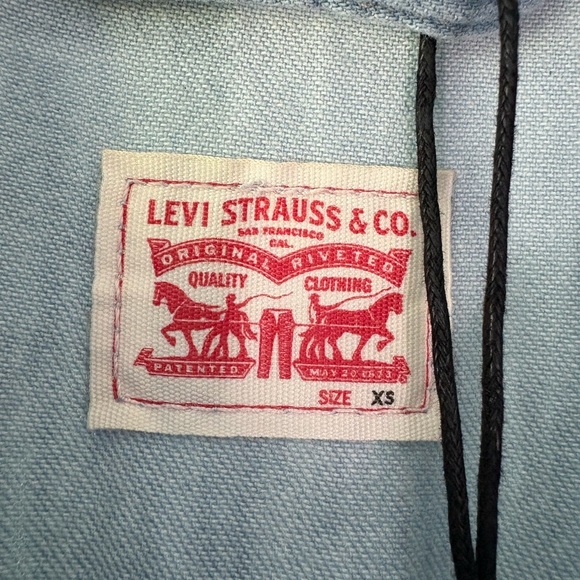 LEVI STRAUSS & CO.
SAN FRANCISCO
CAL.
ORIGINAL RIVETED
QUALITY CLOTHING
PATENTED MAY 20 1873
SIZE XS